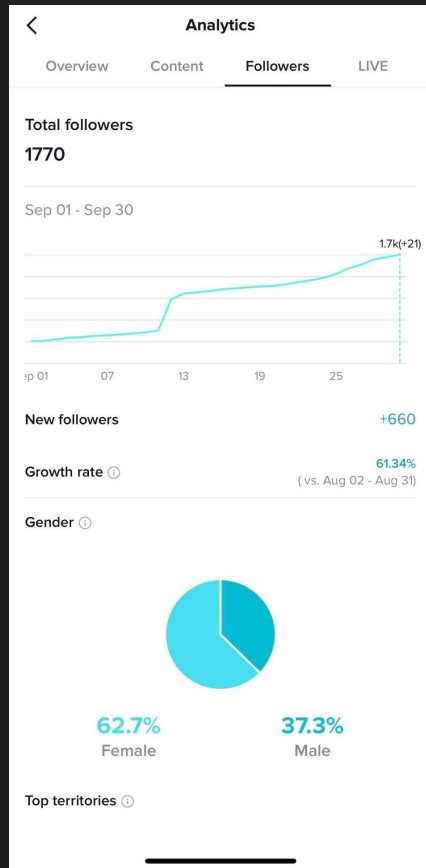 Analytics
Overview Content Followers LIVE
Total followers
1770
Sep 01 - Sep 30
1.7k(+21)
ep 01 07 13 19 25
New followers +660
Growth rate 61.34%
( vs. Aug 02 - Aug 31)
Gender
62.7% 37.3%
Female Male
Top territories